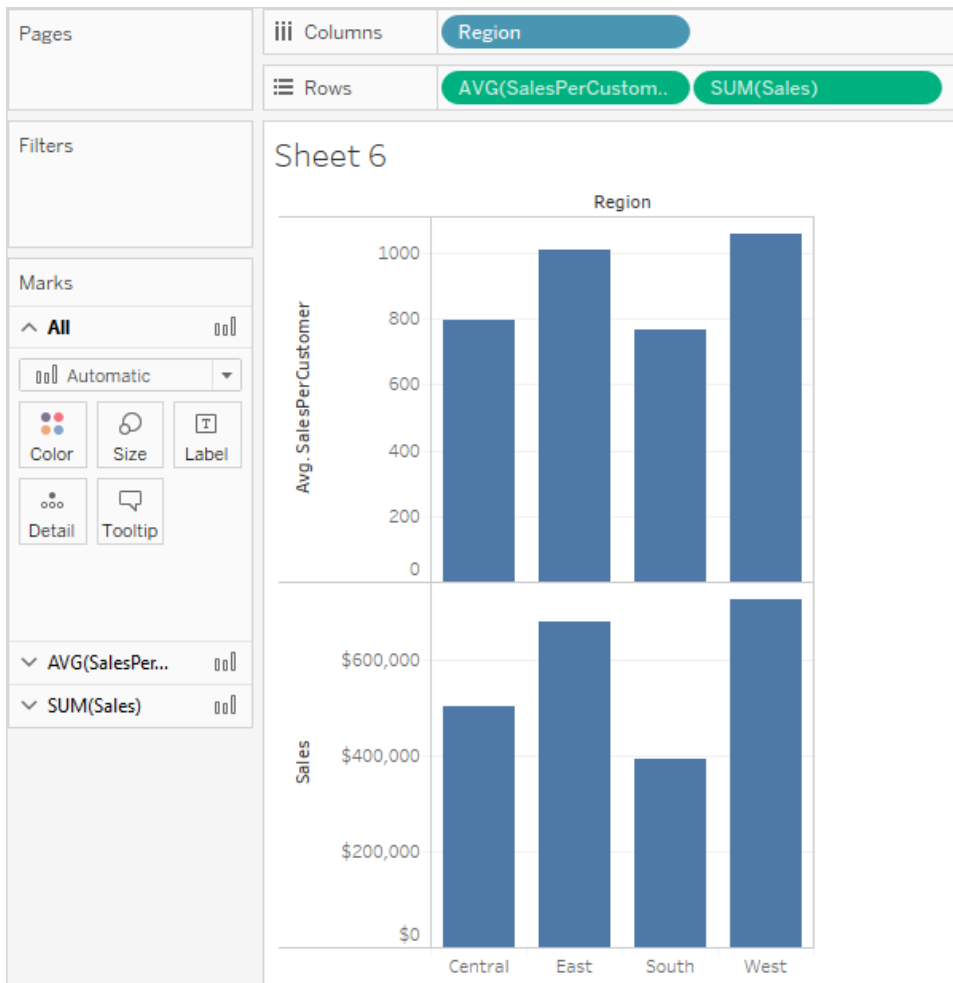 Pages
Columns
Region
Rows
AVG(SalesPerCustom..
SUM(Sales)
Filters
Marks
All
Automatic
Color
Size
T
Label
Detail
Tooltip
AVG(SalesPer...
SUM(Sales)
Sheet 6
Region
Avg. SalesPerCustomer
1000
800
600
400
200
0
Sales
$600,000
$400,000
$200,000
$0
Central
East
South
West